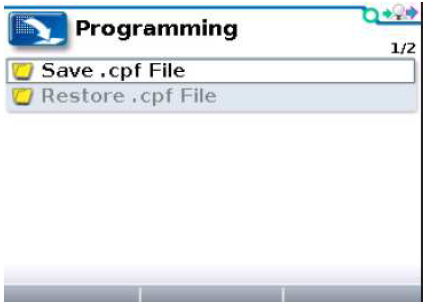 Programming
1/2
Save .cpf File
Restore .cpf File